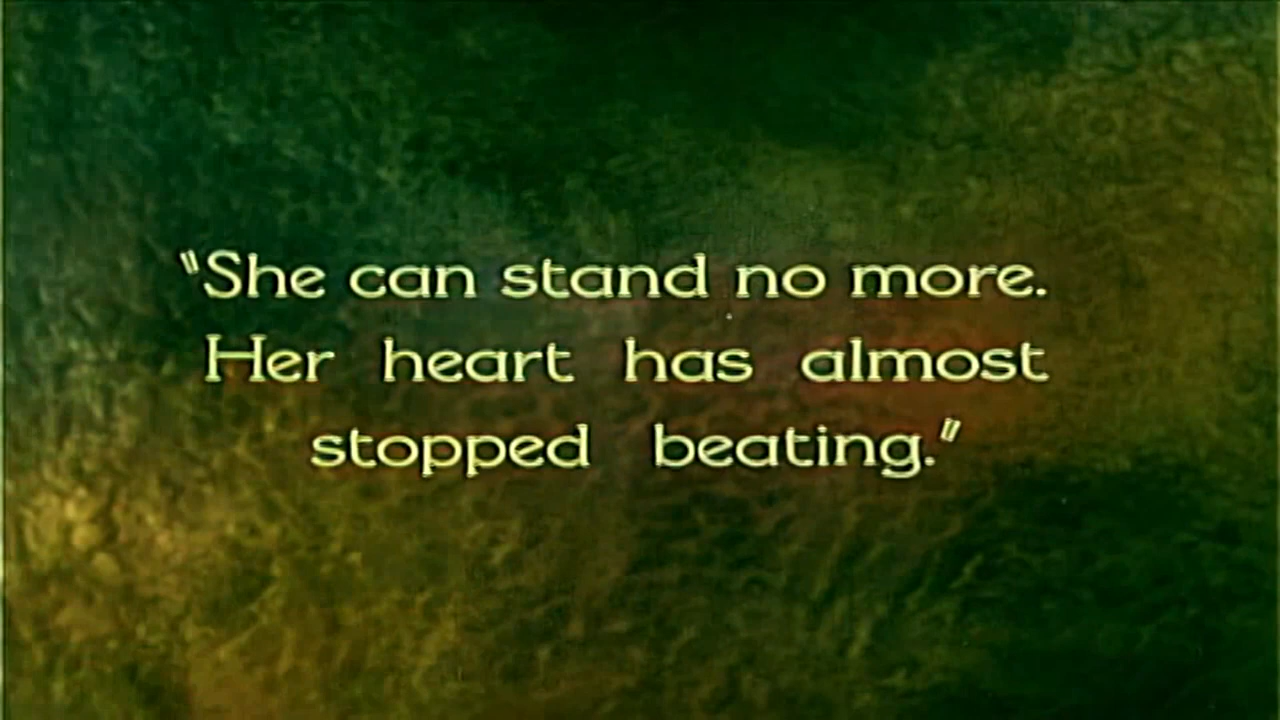 "She can stand no more.
Her heart has almost
stopped beating."